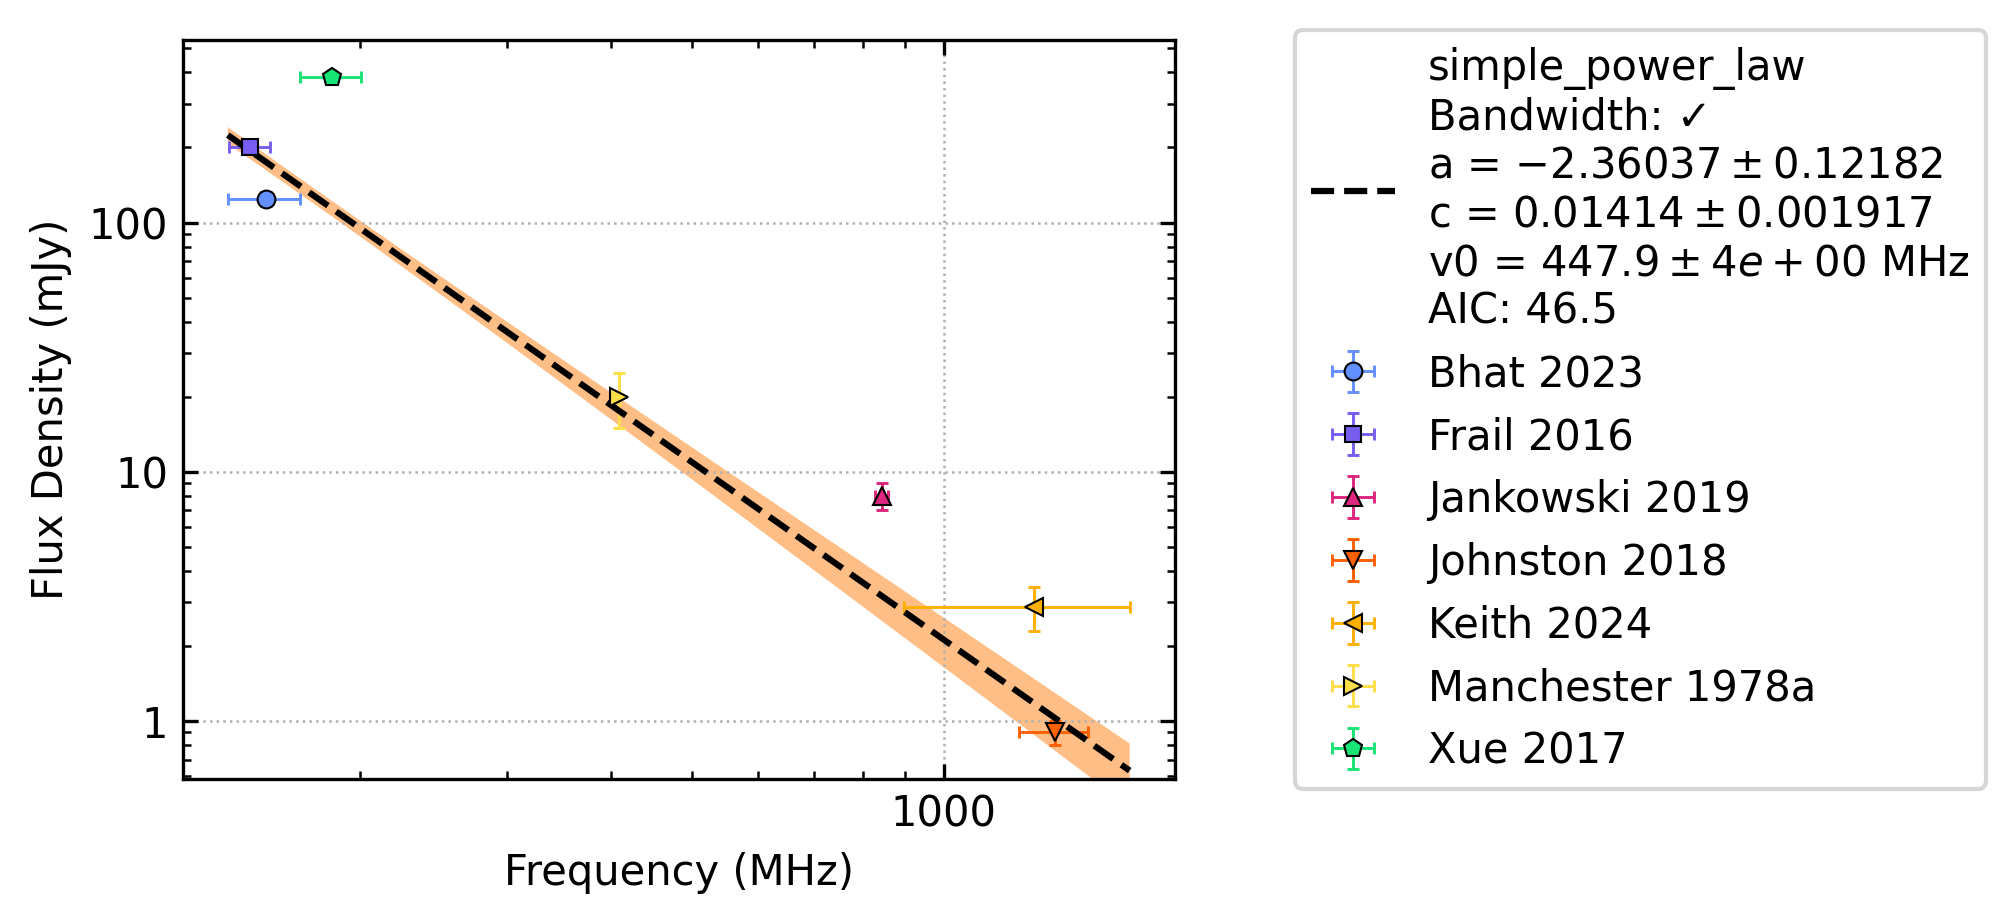 100
10
1
1000
Flux Density (mJy)
Frequency (MHz)
simple_power_law
Bandwidth: ✓
a = −2.36037 ± 0.12182
c = 0.01414 ± 0.001917
v0 = 447.9 ± 4e + 00 MHz
AIC: 46.5
Bhat 2023
Frail 2016
Jankowski 2019
Johnston 2018
Keith 2024
Manchester 1978a
Xue 2017